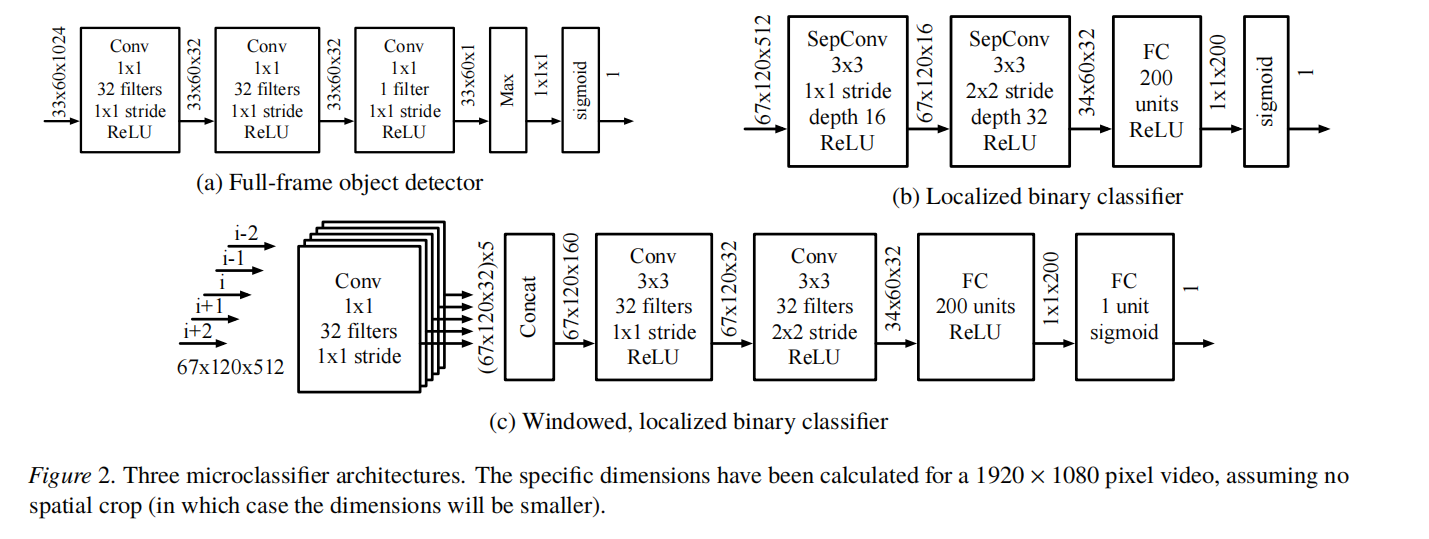 33x60x1024
Conv
1x1
32 filters
1x1 stride
ReLU
33x60x32
Conv
1x1
32 filters
1x1 stride
ReLU
33x60x32
Conv
1x1
1 filter
1x1 stride
ReLU
33x60x1
Max
1x1x1
sigmoid
1
(a) Full-frame object detector
67x120x512
SepConv
3x3
1x1 stride
depth 16
ReLU
67x120x16
SepConv
3x3
2x2 stride
depth 32
ReLU
34x60x32
FC
200
units
ReLU
1x1x200
sigmoid
1
(b) Localized binary classifier
i-2
i-1
i
i+1
i+2
67x120x512
Conv
1x1
32 filters
1x1 stride
(67x120x32)x5
Concat
67x120x160
Conv
3x3
32 filters
1x1 stride
ReLU
67x120x32
Conv
3x3
32 filters
2x2 stride
ReLU
34x60x32
FC
200 units
ReLU
1x1x200
FC
1 unit
sigmoid
1
(c) Windowed, localized binary classifier
Figure 2. Three microclassifier architectures. The specific dimensions have been calculated for a 1920 × 1080 pixel video, assuming no
spatial crop (in which case the dimensions will be smaller).